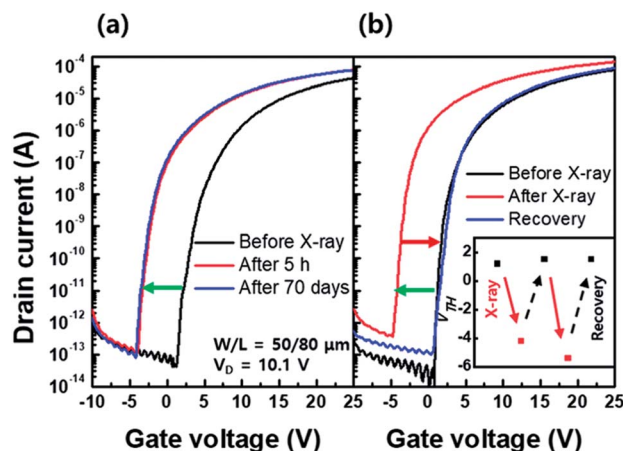 (a)
(b)
Drain current (A)
10⁻⁴
10⁻⁵
10⁻⁶
10⁻⁷
10⁻⁸
10⁻⁹
10⁻¹⁰
10⁻¹¹
10⁻¹²
10⁻¹³
10⁻¹⁴
Before X-ray
After 5 h
After 70 days
W/L = 50/80 μm
V_D = 10.1 V
-10 -5 0 5 10 15 20 25
Gate voltage (V)
Before X-ray
After X-ray
Recovery
2
0
-2
-4
-6
V_TH
X-ray
Recovery
-5 0 5 10 15 20 25
Gate voltage (V)